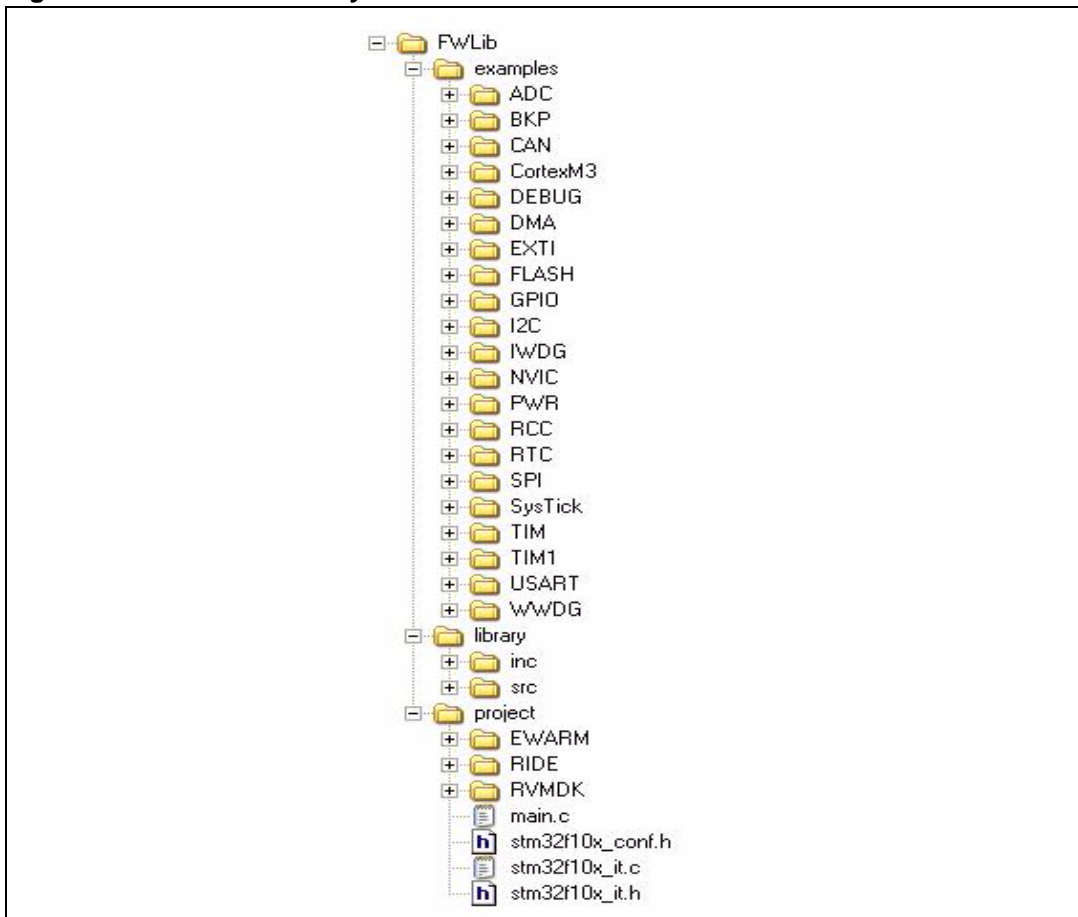 FWLib
examples
ADC
BKP
CAN
CortexM3
DEBUG
DMA
EXTI
FLASH
GPIO
I2C
IWDG
NVIC
PWR
RCC
RTC
SPI
SysTick
TIM
TIM1
USART
WWDG
library
inc
src
project
EWARM
RIDE
RVMDK
main.c
stm32f10x_conf.h
stm32f10x_it.c
stm32f10x_it.h